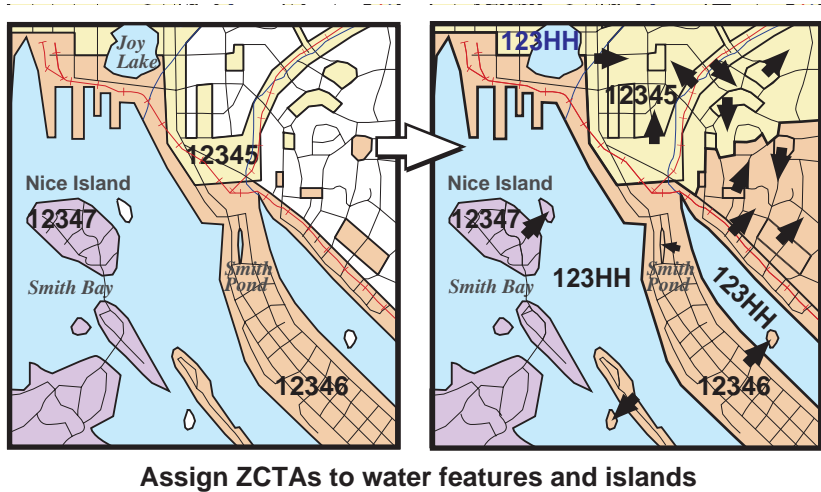 Joy
Lake
12345
Nice Island
12347
Smith Bay
Smith
Pond
12346
123HH
12345
Nice Island
12347
Smith Bay
123HH
Smith
Pond
123HH
12346
Assign ZCTAs to water features and islands